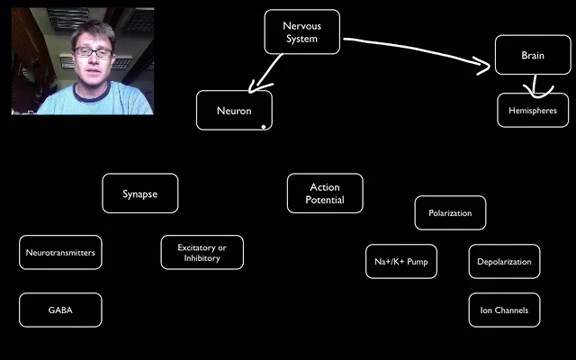 Nervous
System
Brain
Neuron
Hemispheres
Synapse
Action
Potential
Polarization
Neurotransmitters
Excitatory or
Inhibitory
Na+/K+ Pump
Depolarization
GABA
Ion Channels